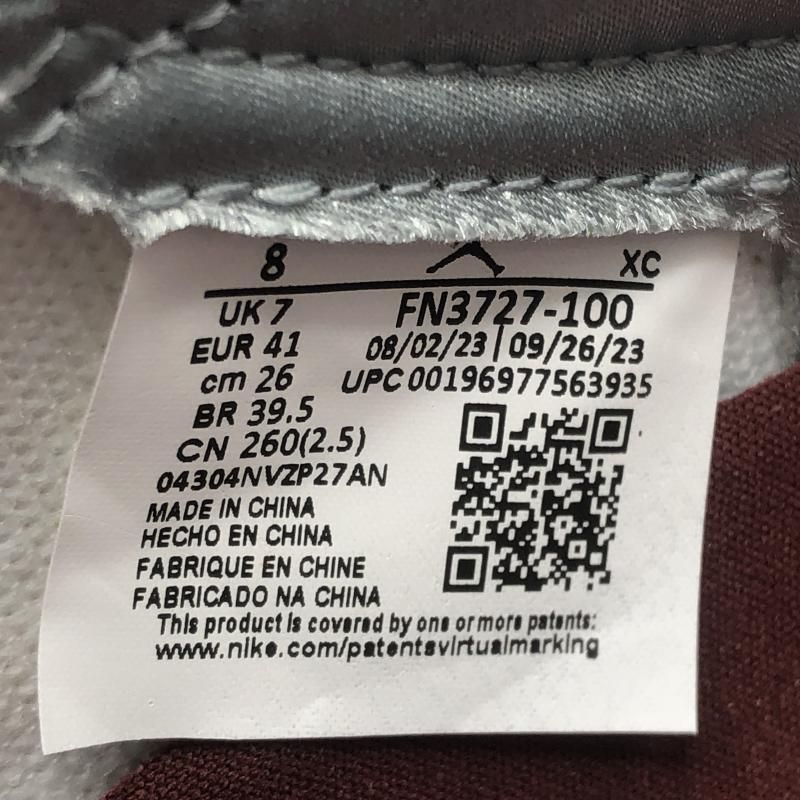 8 XC
UK 7 FN3727-100
EUR 41 08/02/23 | 09/26/23
cm 26 UPC 00196977563935
BR 39.5
CN 260(2.5)
04304NVZP27AN
MADE IN CHINA
HECHO EN CHINA
FABRIQUE EN CHINE
FABRICADO NA CHINA
This product is covered by one or more patents:
www.nike.com/patentsvirtualmarking